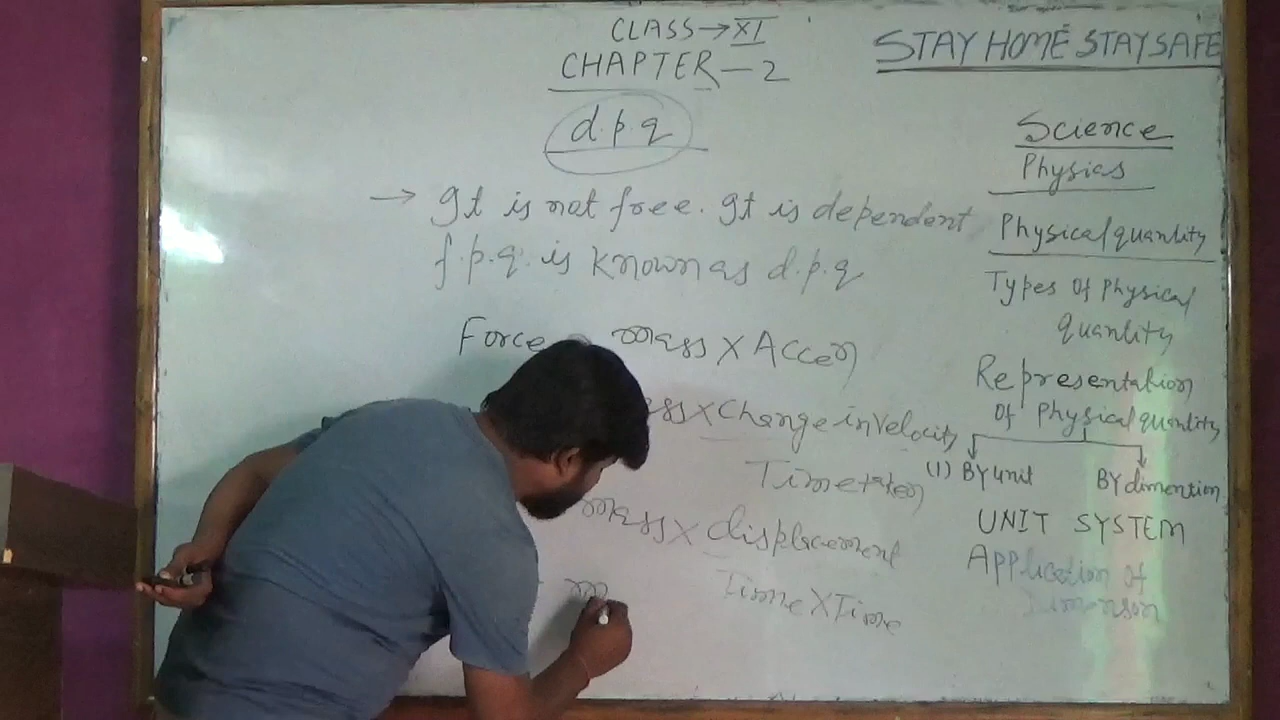 CLASS → XI
CHAPTER - 2
d.p.q
→ It is not free. It is dependent
f.p.q. is known as d.p.q
Force = mass X Accen
X Change in Velocity
Time taken
mass X displacement
Time X Time
m
STAY HOME STAY SAFE
Science
Physics
Physical quantity
Types Of Physical
quantity
Representation
Of Physical quantity
(1) BY unit BY dimention
UNIT SYSTEM
Application of